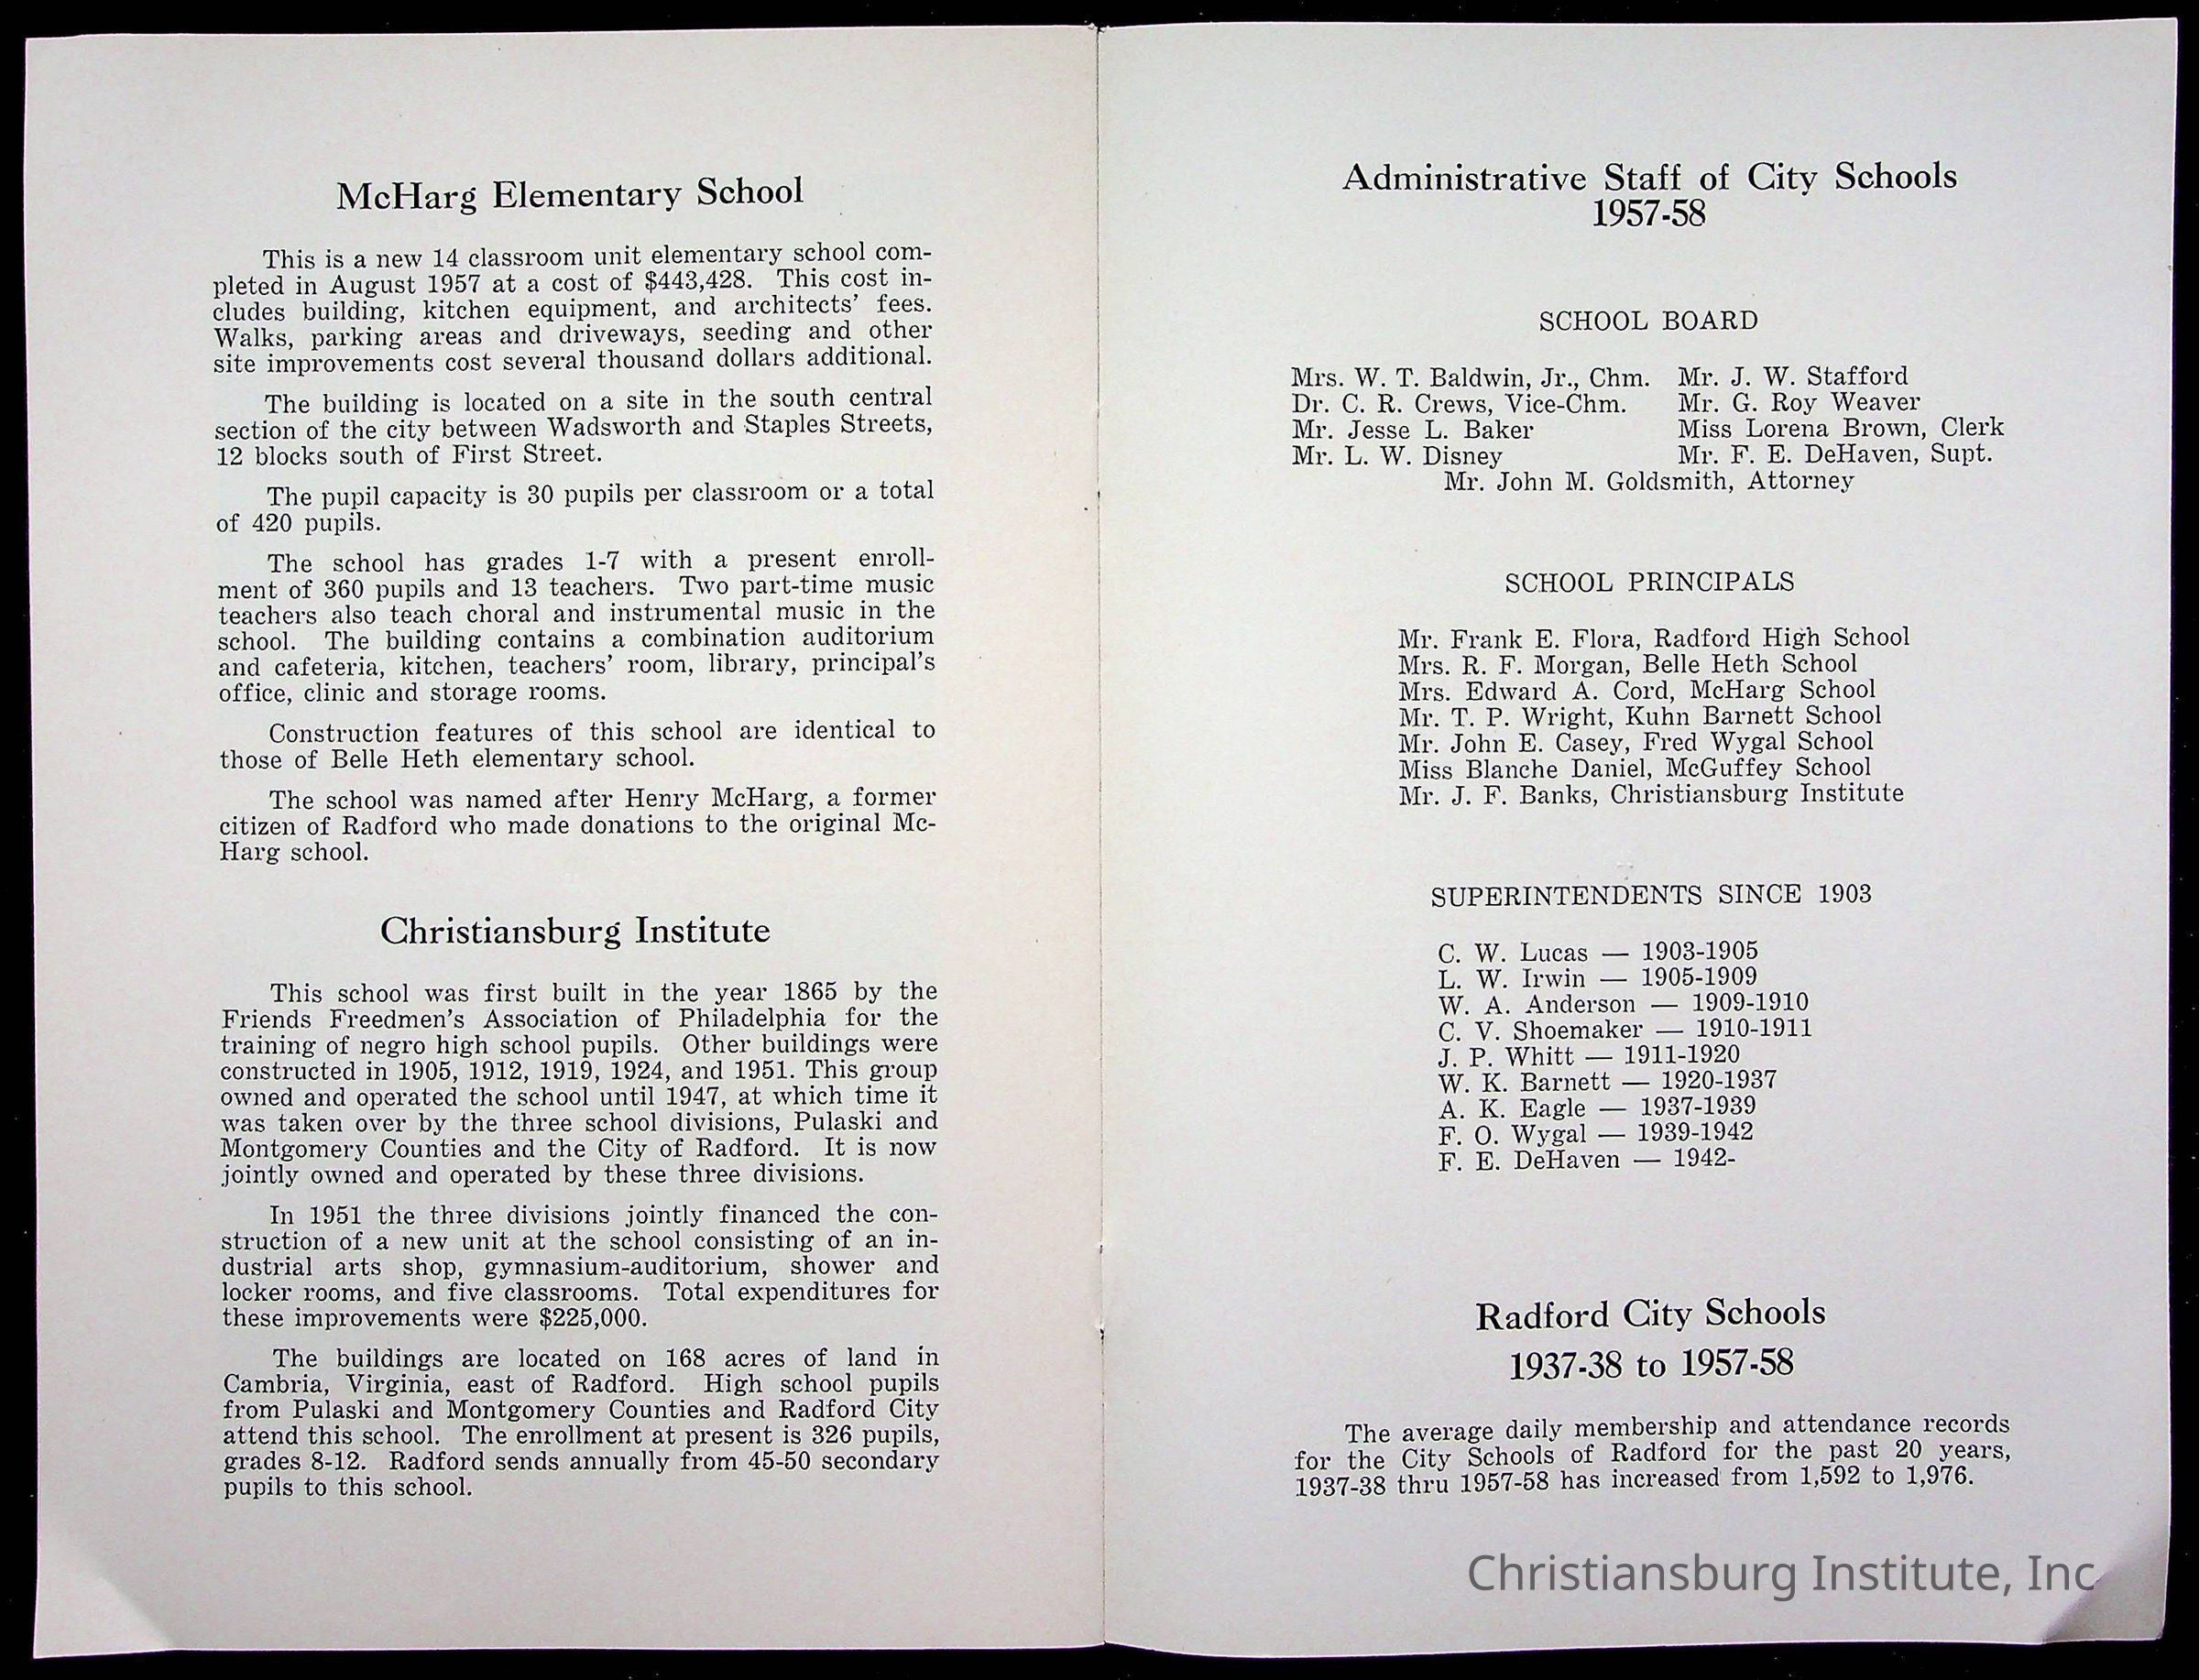 McHarg Elementary School
This is a new 14 classroom unit elementary school com-
pleted in August 1957 at a cost of $443,428. This cost in-
cludes building, kitchen equipment, and architects' fees.
Walks, parking areas and driveways, seeding and other
site improvements cost several thousand dollars additional.
The building is located on a site in the south central
section of the city between Wadsworth and Staples Streets,
12 blocks south of First Street.
The pupil capacity is 30 pupils per classroom or a total
of 420 pupils.
The school has grades 1-7 with a present enroll-
ment of 360 pupils and 13 teachers. Two part-time music
teachers also teach choral and instrumental music in the
school. The building contains a combination auditorium
and cafeteria, kitchen, teachers' room, library, principal's
office, clinic and storage rooms.
Construction features of this school are identical to
those of Belle Heth elementary school.
The school was named after Henry McHarg, a former
citizen of Radford who made donations to the original Mc-
Harg school.
Christiansburg Institute
This school was first built in the year 1865 by the
Friends Freedmen's Association of Philadelphia for the
training of negro high school pupils. Other buildings were
constructed in 1905, 1912, 1919, 1924, and 1951. This group
owned and operated the school until 1947, at which time it
was taken over by the three school divisions, Pulaski and
Montgomery Counties and the City of Radford. It is now
jointly owned and operated by these three divisions.
In 1951 the three divisions jointly financed the con-
struction of a new unit at the school consisting of an in-
dustrial arts shop, gymnasium-auditorium, shower and
locker rooms, and five classrooms. Total expenditures for
these improvements were $225,000.
The buildings are located on 168 acres of land in
Cambria, Virginia, east of Radford. High school pupils
from Pulaski and Montgomery Counties and Radford City
attend this school. The enrollment at present is 326 pupils,
grades 8-12. Radford sends annually from 45-50 secondary
pupils to this school.
Administrative Staff of City Schools
1957-58
SCHOOL BOARD
Mrs. W. T. Baldwin, Jr., Chm. Mr. J. W. Stafford
Dr. C. R. Crews, Vice-Chm. Mr. G. Roy Weaver
Mr. Jesse L. Baker Miss Lorena Brown, Clerk
Mr. L. W. Disney Mr. F. E. DeHaven, Supt.
Mr. John M. Goldsmith, Attorney
SCHOOL PRINCIPALS
Mr. Frank E. Flora, Radford High School
Mrs. R. F. Morgan, Belle Heth School
Mrs. Edward A. Cord, McHarg School
Mr. T. P. Wright, Kuhn Barnett School
Mr. John E. Casey, Fred Wygal School
Miss Blanche Daniel, McGuffey School
Mr. J. F. Banks, Christiansburg Institute
SUPERINTENDENTS SINCE 1903
C. W. Lucas — 1903-1905
L. W. Irwin — 1905-1909
W. A. Anderson — 1909-1910
C. V. Shoemaker — 1910-1911
J. P. Whitt — 1911-1920
W. K. Barnett — 1920-1937
A. K. Eagle — 1937-1939
F. O. Wygal — 1939-1942
F. E. DeHaven — 1942-
Radford City Schools
1937-38 to 1957-58
The average daily membership and attendance records
for the City Schools of Radford for the past 20 years,
1937-38 thru 1957-58 has increased from 1,592 to 1,976.
Christiansburg Institute, Inc